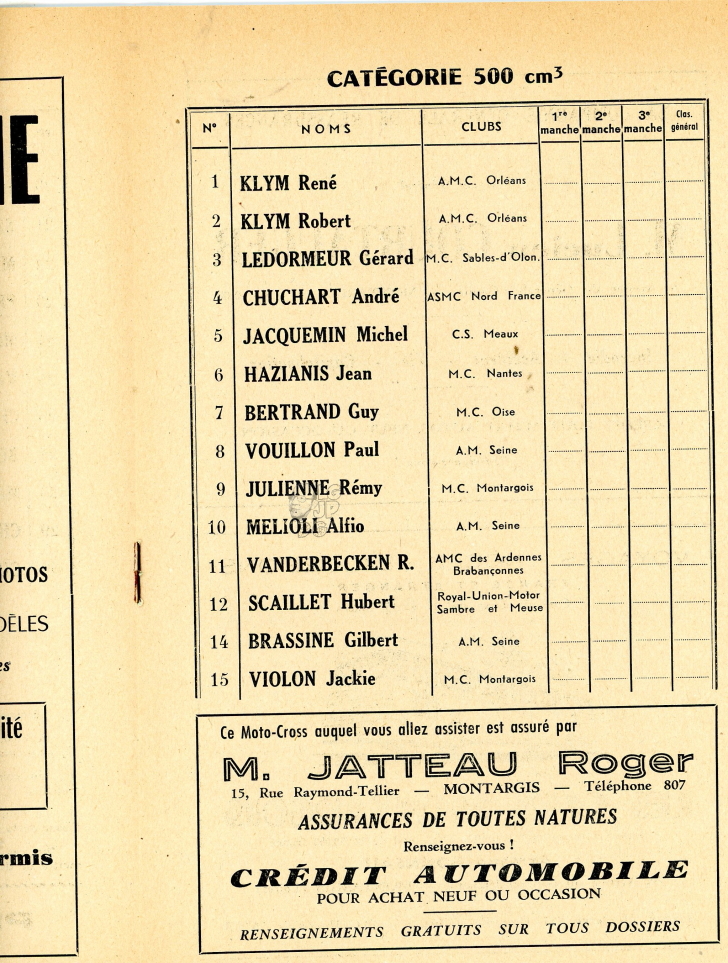 CATÉGORIE 500 cm³
N° NOMS CLUBS 1re manche 2e manche 3e manche Clas. général
1 KLYM René A.M.C. Orléans
2 KLYM Robert A.M.C. Orléans
3 LEDORMEUR Gérard M.C. Sables-d'Olon.
4 CHUCHART André ASMC Nord France
5 JACQUEMIN Michel C.S. Meaux
6 HAZIANIS Jean M.C. Nantes
7 BERTRAND Guy M.C. Oise
8 VOUILLON Paul A.M. Seine
9 JULIENNE Rémy M.C. Montargois
10 MELIOLI Alfio A.M. Seine
11 VANDERBECKEN R. AMC des Ardennes Brabançonnes
12 SCAILLET Hubert Royal-Union-Motor Sambre et Meuse
14 BRASSINE Gilbert A.M. Seine
15 VIOLON Jackie M.C. Montargois
Ce Moto-Cross auquel vous allez assister est assuré par
M. JATTEAU Roger
15, Rue Raymond-Tellier — MONTARGIS — Téléphone 807
ASSURANCES DE TOUTES NATURES
Renseignez-vous !
CRÉDIT AUTOMOBILE
POUR ACHAT NEUF OU OCCASION
RENSEIGNEMENTS GRATUITS SUR TOUS DOSSIERS